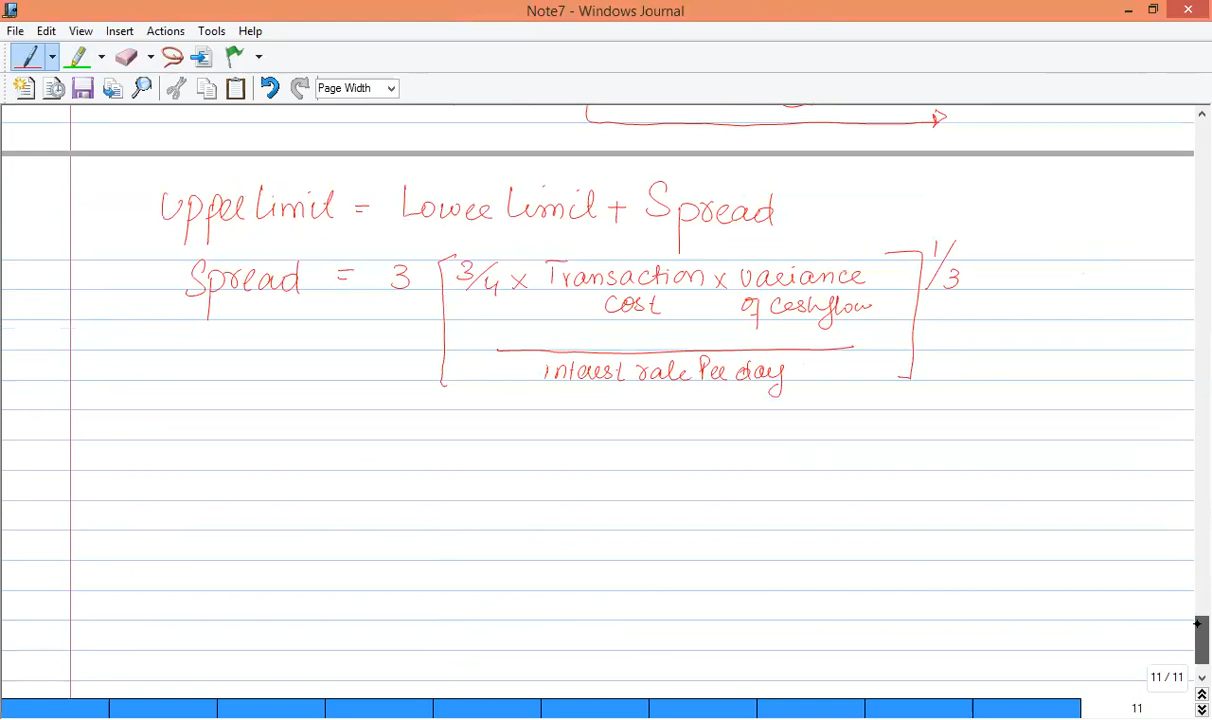 Note7 - Windows Journal
File Edit View Insert Actions Tools Help
Page Width
Upper Limit = Lower Limit + Spread
Spread = 3 [ 3/4 × Transaction × variance ] 1/3
cost of cashflow
interest rate Per day
11 / 11
11